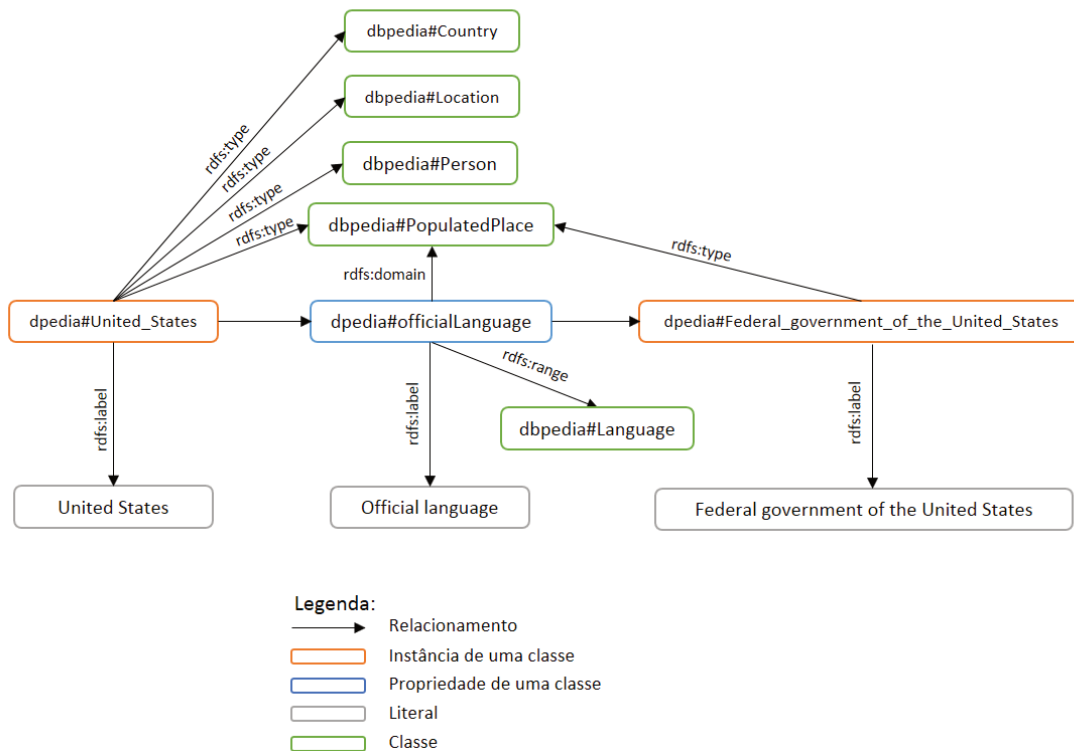 dbpedia#Country
dbpedia#Location
rdfs:type
rdfs:type
dbpedia#Person
rdfs:type
rdfs:type
dbpedia#PopulatedPlace
rdfs:type
rdfs:domain
dpedia#United_States
dpedia#officialLanguage
dpedia#Federal_government_of_the_United_States
rdfs:label
rdfs:label
rdfs:range
rdfs:label
dbpedia#Language
United States
Official language
Federal government of the United States
Legenda:
Relacionamento
Instância de uma classe
Propriedade de uma classe
Literal
Classe